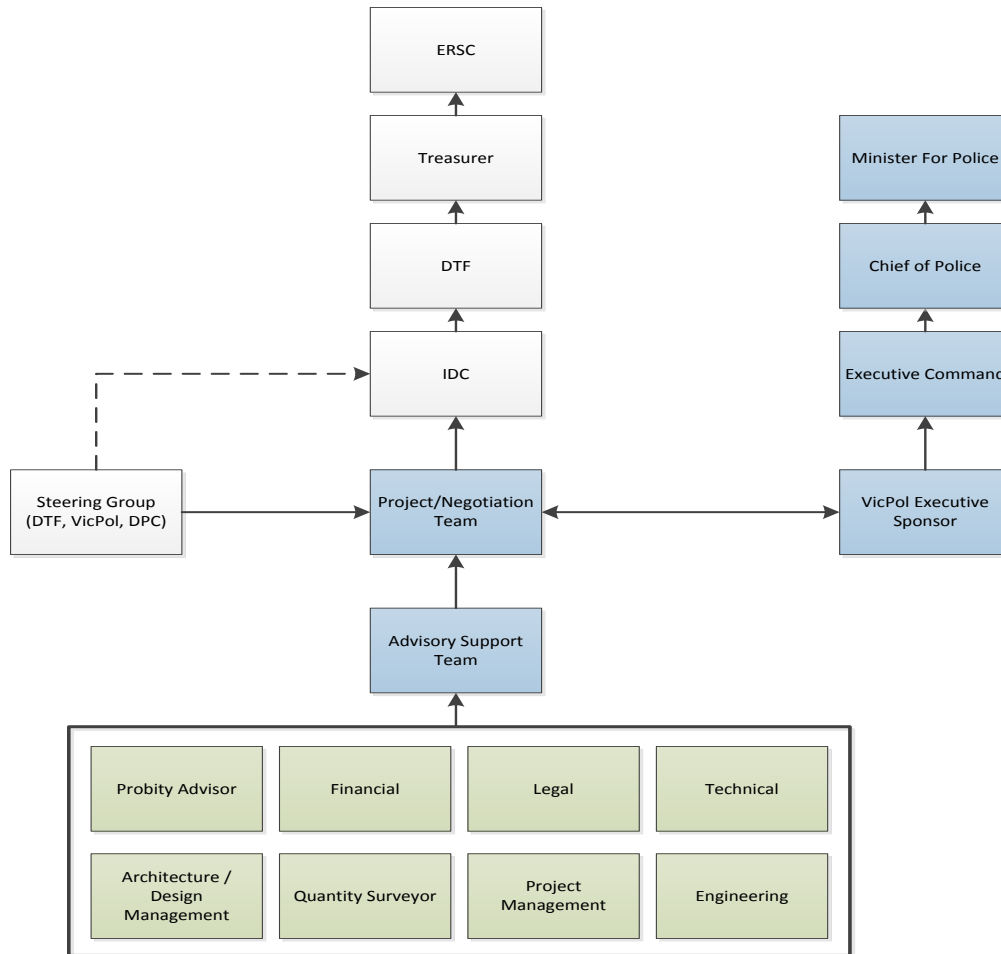 ERSC
Treasurer
Minister For Police
DTF
Chief of Police
IDC
Executive Command
Steering Group
(DTF, VicPol, DPC)
Project/Negotiation
Team
VicPol Executive
Sponsor
Advisory Support
Team
Probity Advisor
Financial
Legal
Technical
Architecture /
Design
Management
Quantity Surveyor
Project
Management
Engineering